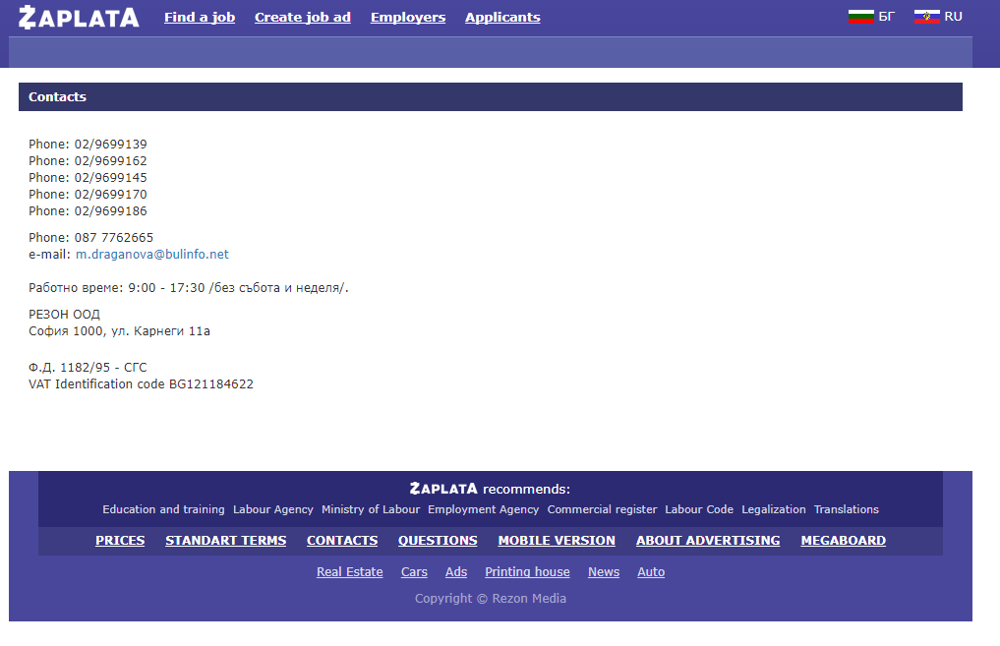 ŽAPLATA Find a job Create job ad Employers Applicants БГ RU
Contacts
Phone: 02/9699139
Phone: 02/9699162
Phone: 02/9699145
Phone: 02/9699170
Phone: 02/9699186
Phone: 087 7762665
e-mail: m.draganova@bulinfo.net
Работно време: 9:00 - 17:30 /без събота и неделя/.
РЕЗОН ООД
София 1000, ул. Карнеги 11а
Ф.Д. 1182/95 - СГС
VAT Identification code BG121184622
ŽAPLATA recommends:
Education and training Labour Agency Ministry of Labour Employment Agency Commercial register Labour Code Legalization Translations
PRICES STANDART TERMS CONTACTS QUESTIONS MOBILE VERSION ABOUT ADVERTISING MEGABOARD
Real Estate Cars Ads Printing house News Auto
Copyright © Rezon Media